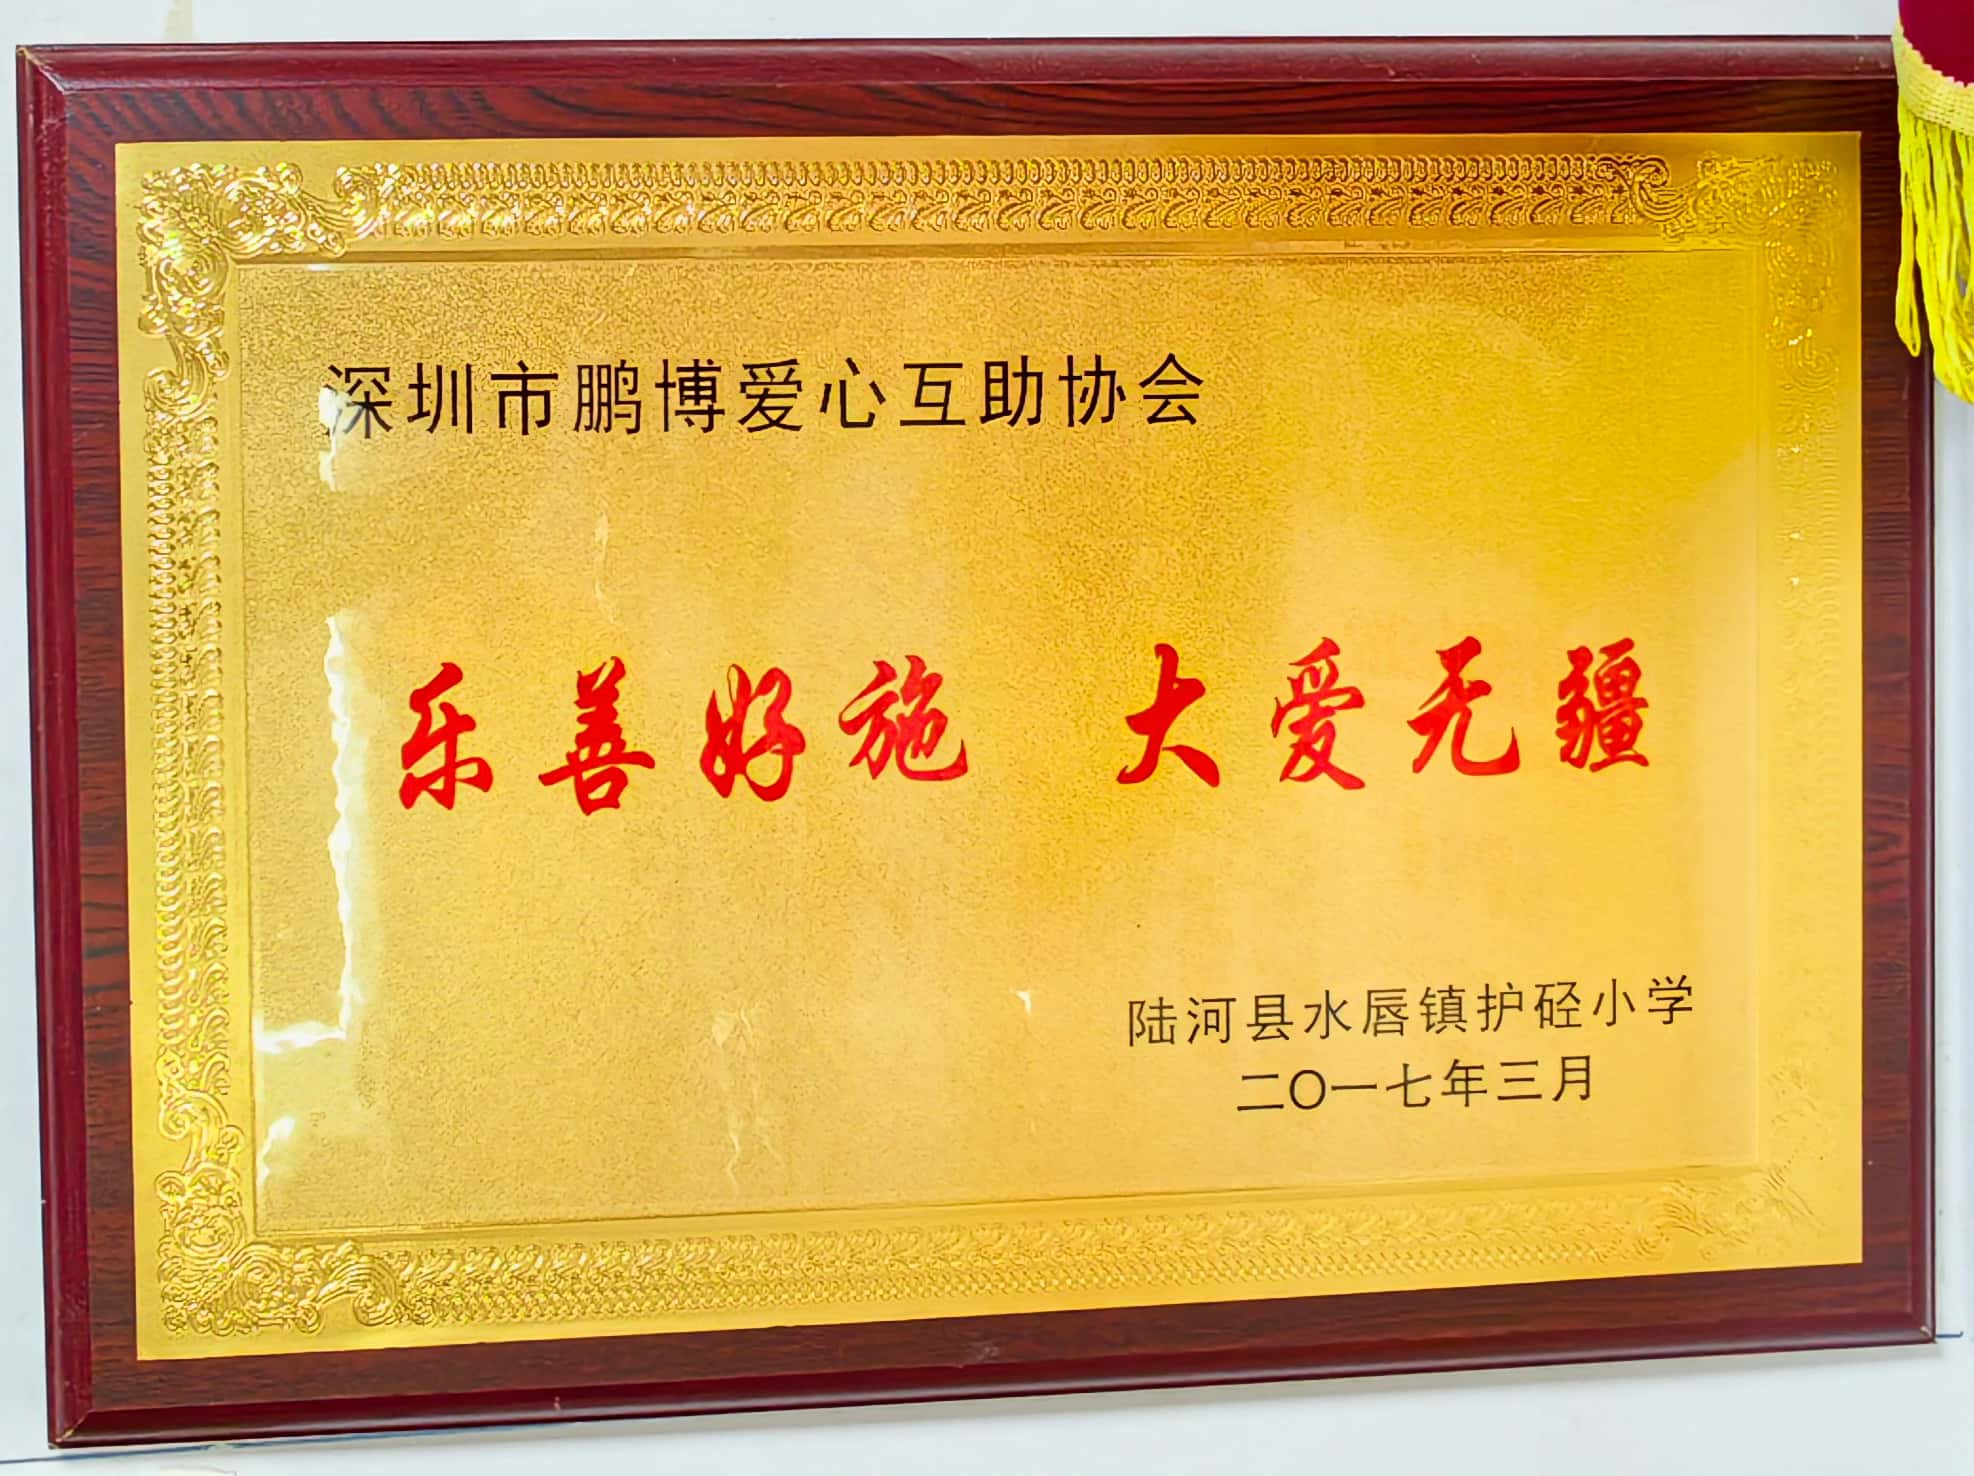 深圳市鹏博爱心互助协会
乐善好施 大爱无疆
陆河县水唇镇护硁小学
二〇一七年三月